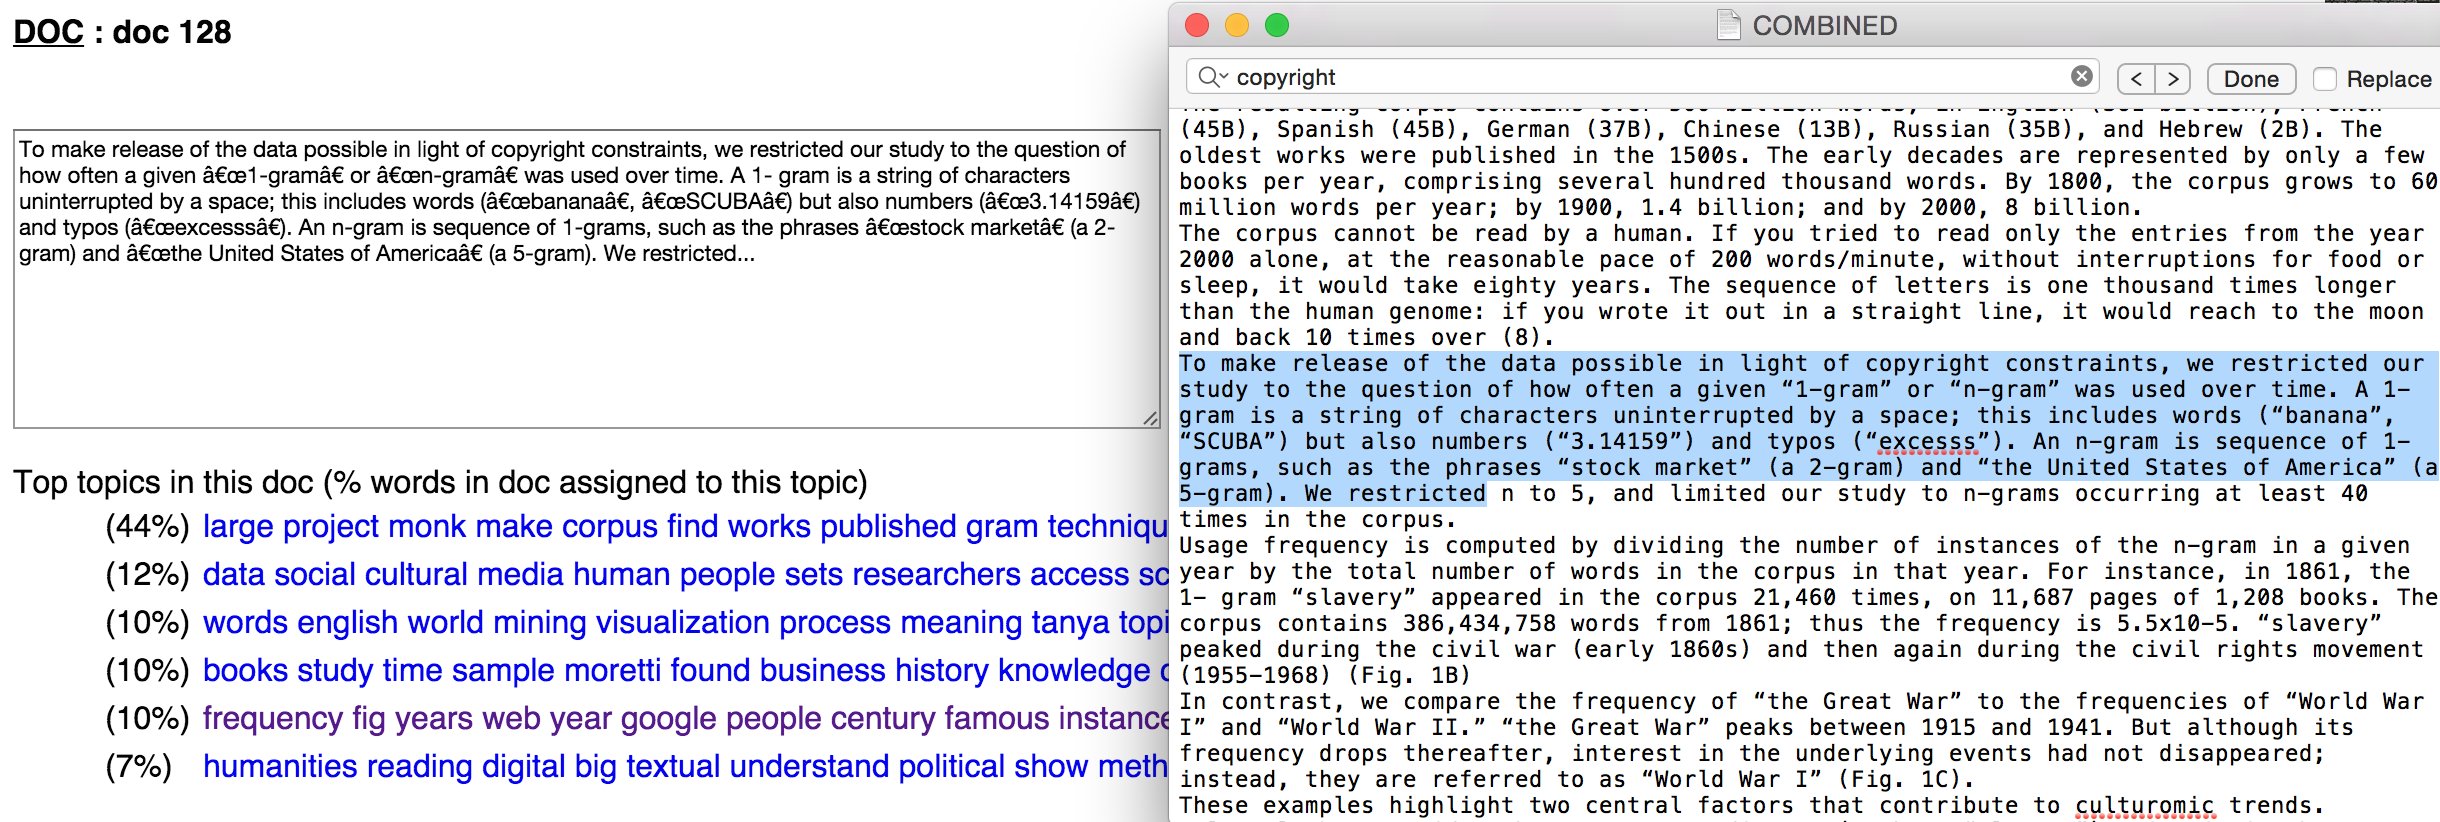 DOC : doc 128
To make release of the data possible in light of copyright constraints, we restricted our study to the question of
how often a given â€œ1-gramâ€ or â€œn-gramâ€ was used over time. A 1- gram is a string of characters
uninterrupted by a space; this includes words (â€œbananaâ€, â€œSCUBAâ€) but also numbers (â€œ3.14159â€)
and typos (â€œexcesssâ€). An n-gram is sequence of 1-grams, such as the phrases â€œstock marketâ€ (a 2-
gram) and â€œthe United States of Americaâ€ (a 5-gram). We restricted...
Top topics in this doc (% words in doc assigned to this topic)
(44%) large project monk make corpus find works published gram techniqu
(12%) data social cultural media human people sets researchers access sc
(10%) words english world mining visualization process meaning tanya topi
(10%) books study time sample moretti found business history knowledge
(10%) frequency fig years web year google people century famous instance
(7%) humanities reading digital big textual understand political show meth
COMBINED
copyright
< > Done Replace
The resulting corpus contains over 500 billion words, in English (361 billion), French
(45B), Spanish (45B), German (37B), Chinese (13B), Russian (35B), and Hebrew (2B). The
oldest works were published in the 1500s. The early decades are represented by only a few
books per year, comprising several hundred thousand words. By 1800, the corpus grows to 60
million words per year; by 1900, 1.4 billion; and by 2000, 8 billion.
The corpus cannot be read by a human. If you tried to read only the entries from the year
2000 alone, at the reasonable pace of 200 words/minute, without interruptions for food or
sleep, it would take eighty years. The sequence of letters is one thousand times longer
than the human genome: if you wrote it out in a straight line, it would reach to the moon
and back 10 times over (8).
To make release of the data possible in light of copyright constraints, we restricted our
study to the question of how often a given “1-gram” or “n-gram” was used over time. A 1-
gram is a string of characters uninterrupted by a space; this includes words (“banana”,
“SCUBA”) but also numbers (“3.14159”) and typos (“excesss”). An n-gram is sequence of 1-
grams, such as the phrases “stock market” (a 2-gram) and “the United States of America” (a
5-gram). We restricted n to 5, and limited our study to n-grams occurring at least 40
times in the corpus.
Usage frequency is computed by dividing the number of instances of the n-gram in a given
year by the total number of words in the corpus in that year. For instance, in 1861, the
1- gram “slavery” appeared in the corpus 21,460 times, on 11,687 pages of 1,208 books. The
corpus contains 386,434,758 words from 1861; thus the frequency is 5.5x10-5. “slavery”
peaked during the civil war (early 1860s) and then again during the civil rights movement
(1955-1968) (Fig. 1B)
In contrast, we compare the frequency of “the Great War” to the frequencies of “World War
I” and “World War II.” “the Great War” peaks between 1915 and 1941. But although its
frequency drops thereafter, interest in the underlying events had not disappeared;
instead, they are referred to as “World War I” (Fig. 1C).
These examples highlight two central factors that contribute to culturomic trends.